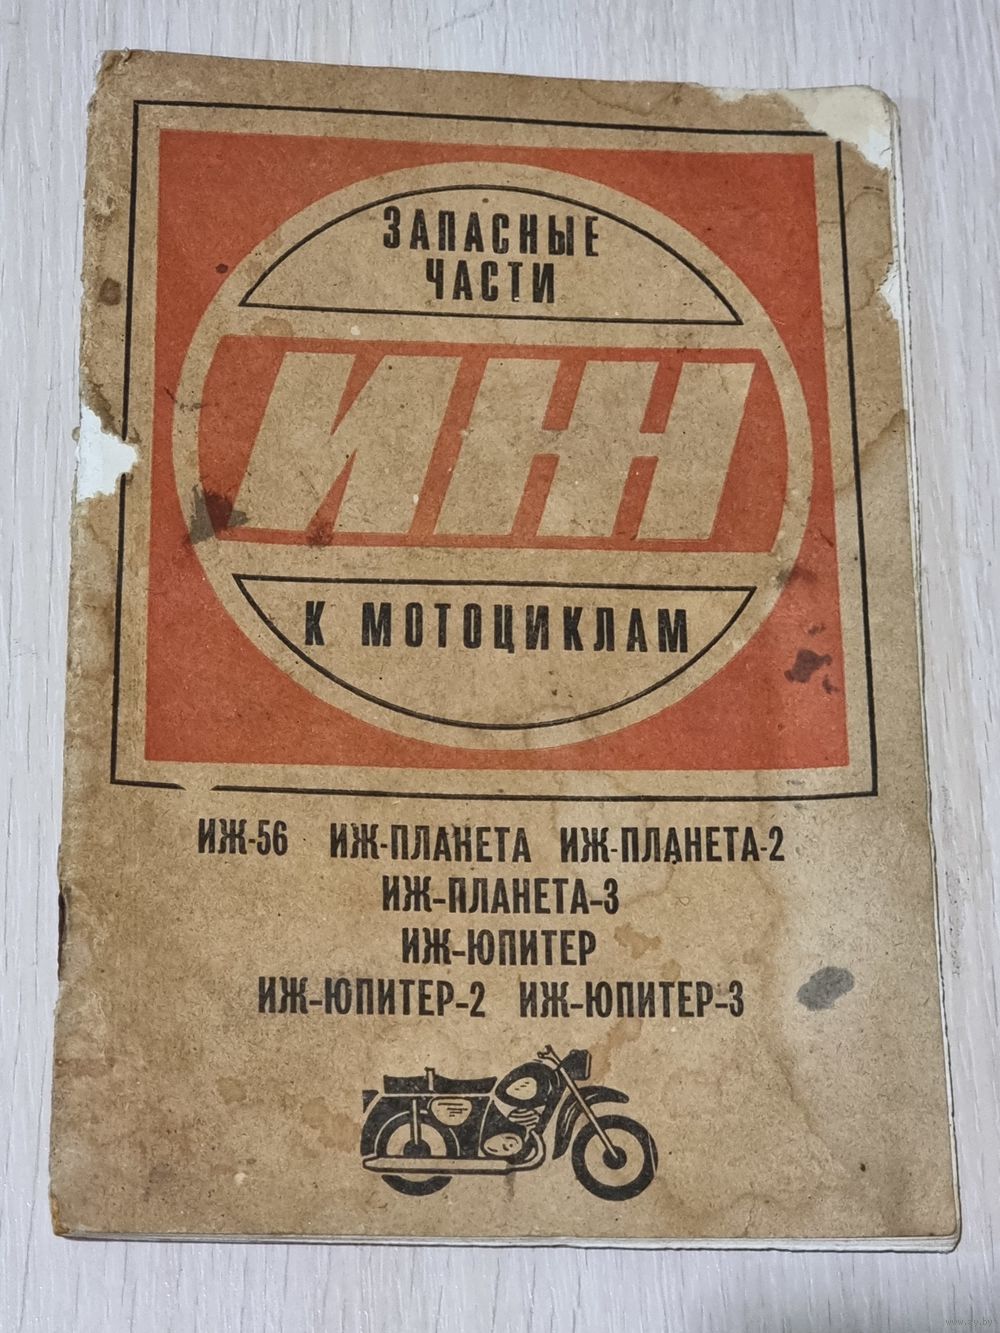 ЗАПАСНЫЕ
ЧАСТИ
ИЖ
К МОТОЦИКЛАМ
ИЖ-56 ИЖ-ПЛАНЕТА ИЖ-ПЛАНЕТА-2
ИЖ-ПЛАНЕТА-3
ИЖ-ЮПИТЕР
ИЖ-ЮПИТЕР-2 ИЖ-ЮПИТЕР-3